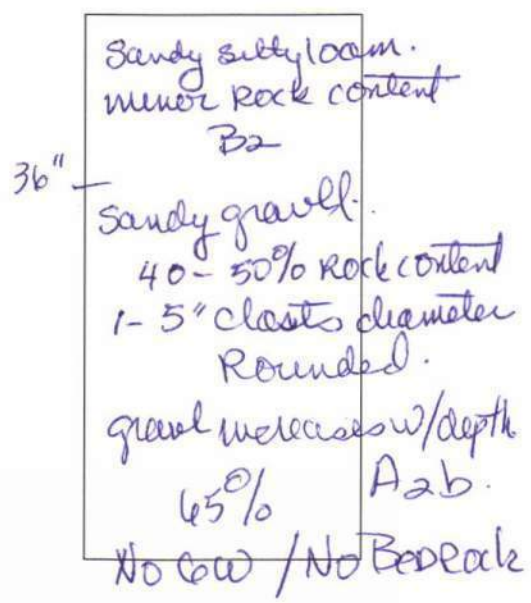 Sandy silty loam.
minor Rock content
B2
36"
Sandy gravel.
40-50% Rock content
1-5" clasts diameter
Rounded.
gravel increases w/depth
65% A2b.
No GW / No Bedrock